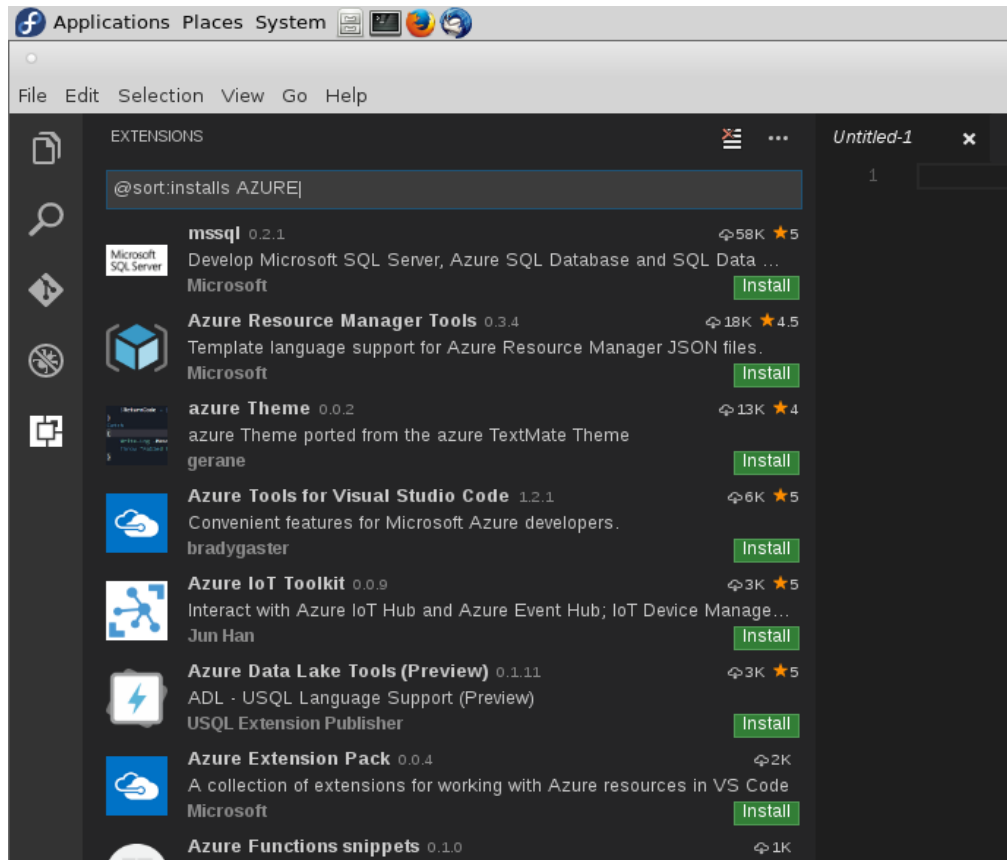 Applications Places System
File Edit Selection View Go Help
EXTENSIONS
Untitled-1
1
@sort:installs AZURE
mssql 0.2.1 58K 5
Microsoft
SQL Server
Develop Microsoft SQL Server, Azure SQL Database and SQL Data ...
Microsoft Install
Azure Resource Manager Tools 0.3.4 18K 4.5
Template language support for Azure Resource Manager JSON files.
Microsoft Install
azure Theme 0.0.2 13K 4
azure Theme ported from the azure TextMate Theme
gerane Install
Azure Tools for Visual Studio Code 1.2.1 6K 5
Convenient features for Microsoft Azure developers.
bradygaster Install
Azure IoT Toolkit 0.0.9 3K 5
Interact with Azure IoT Hub and Azure Event Hub; IoT Device Manage...
Jun Han Install
Azure Data Lake Tools (Preview) 0.1.11 3K 5
ADL - USQL Language Support (Preview)
USQL Extension Publisher Install
Azure Extension Pack 0.0.4 2K
A collection of extensions for working with Azure resources in VS Code
Microsoft Install
Azure Functions snippets 0.1.0 1K